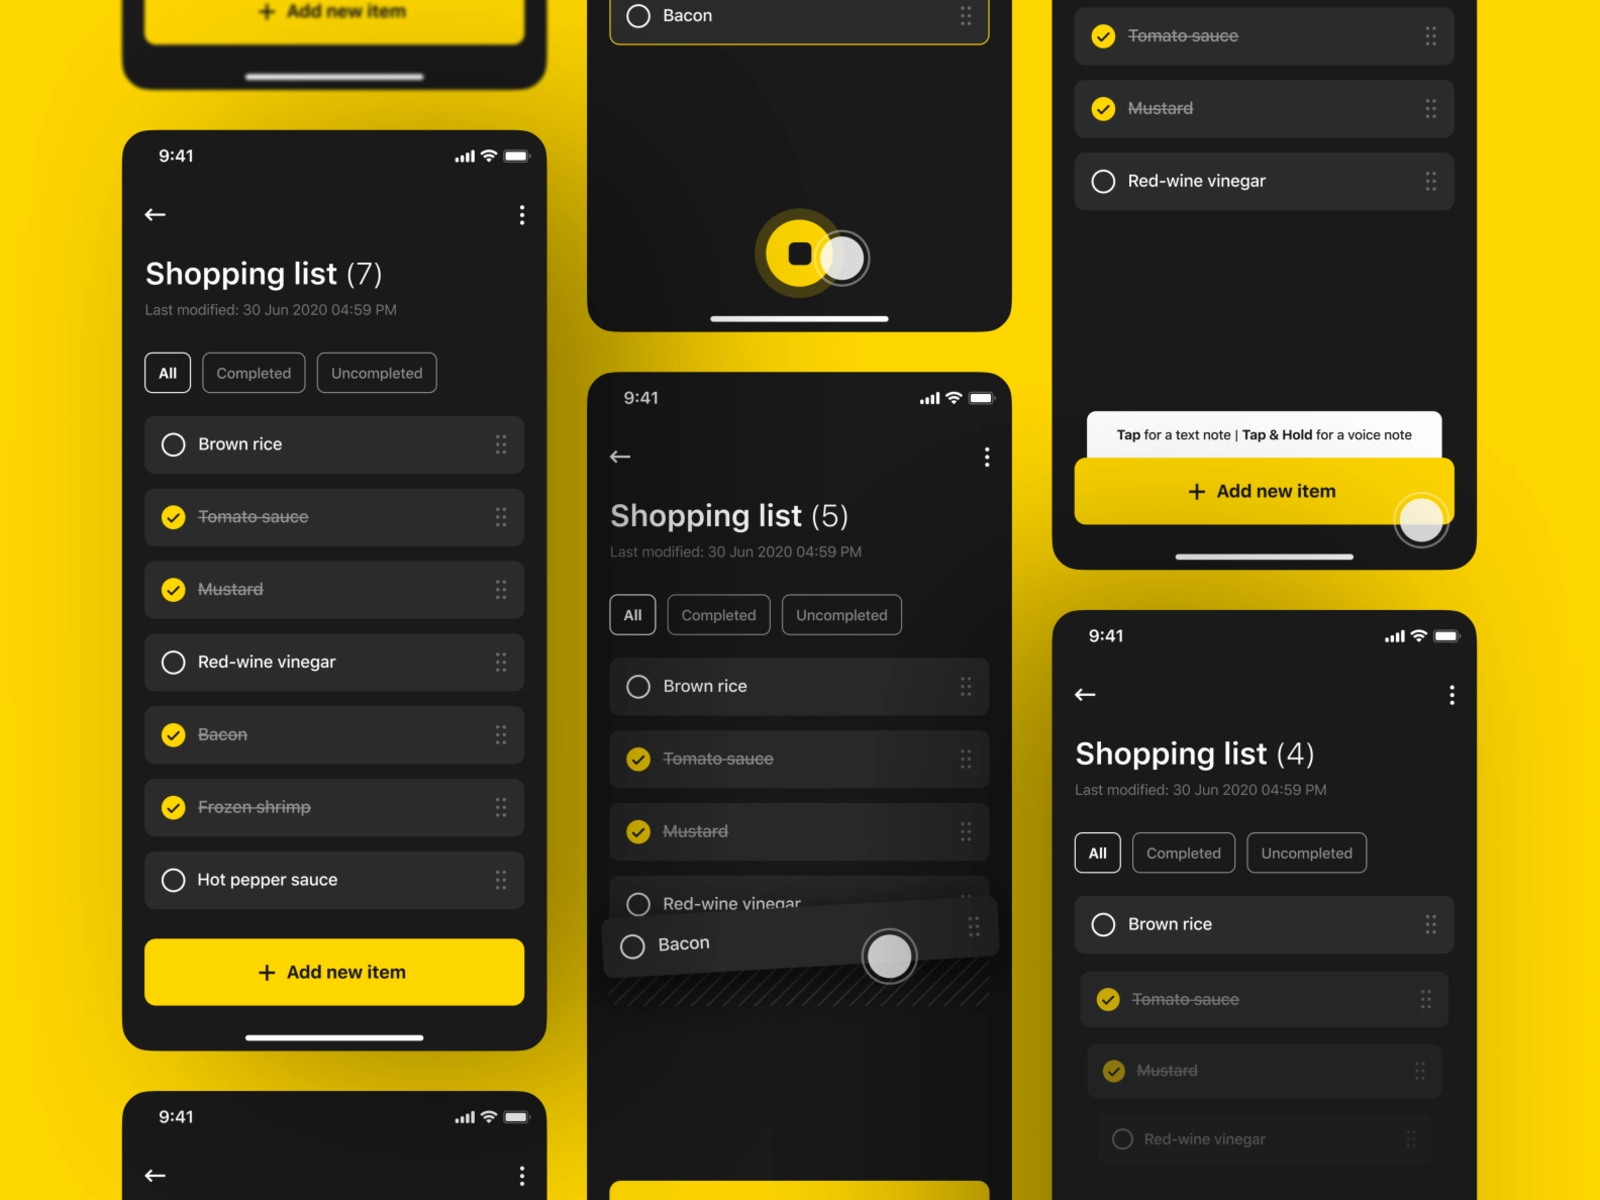 + Add new item
9:41
Shopping list (7)
Last modified: 30 Jun 2020 04:59 PM
All Completed Uncompleted
Brown rice
Tomato sauce
Mustard
Red-wine vinegar
Bacon
Frozen shrimp
Hot pepper sauce
+ Add new item
9:41
Bacon
9:41
Shopping list (5)
Last modified: 30 Jun 2020 04:59 PM
All Completed Uncompleted
Brown rice
Tomato sauce
Mustard
Red-wine vinegar
Bacon
Tomato sauce
Mustard
Red-wine vinegar
Tap for a text note | Tap & Hold for a voice note
+ Add new item
9:41
Shopping list (4)
Last modified: 30 Jun 2020 04:59 PM
All Completed Uncompleted
Brown rice
Tomato sauce
Mustard
Red-wine vinegar